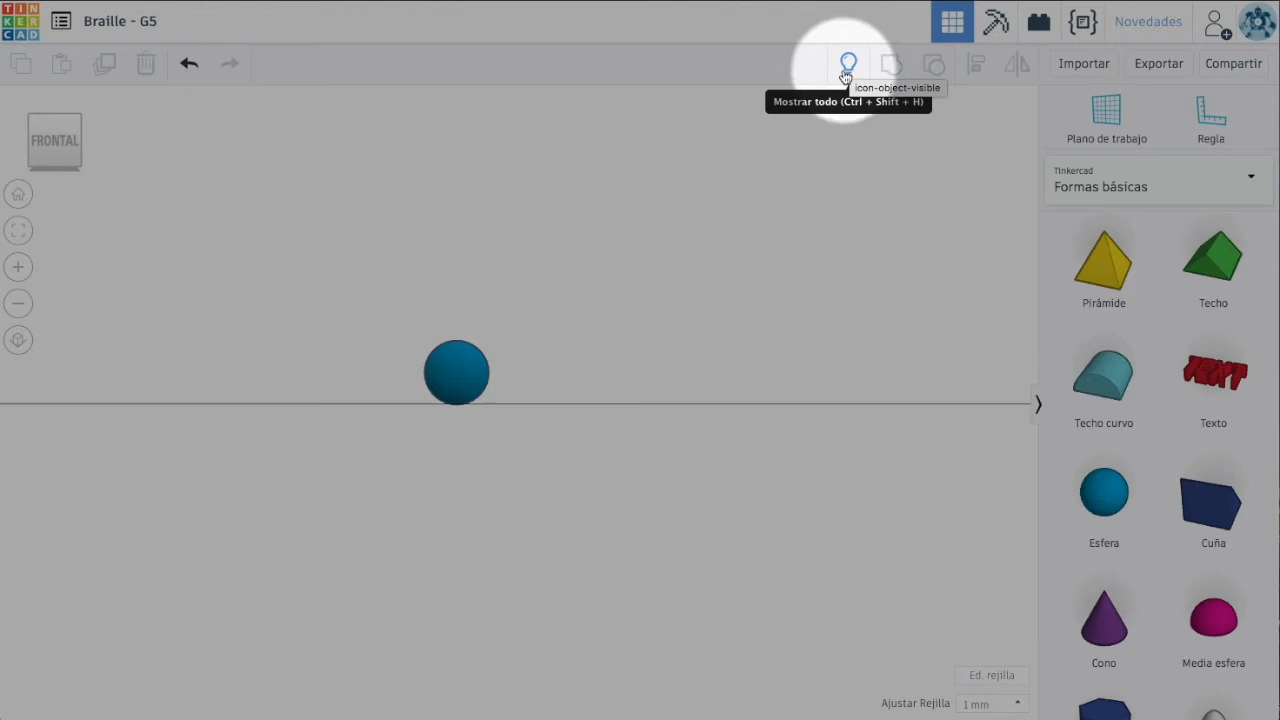 TIN
KER
CAD
Braille - G5
Novedades
Importar
Exportar
Compartir
icon-object-visible
Mostrar todo (Ctrl + Shift + H)
FRONTAL
Plano de trabajo
Regla
Tinkercad
Formas básicas
Pirámide
Techo
TEXT
Techo curvo
Texto
Esfera
Cuña
Cono
Media esfera
Ed. rejilla
Ajustar Rejilla
1 mm